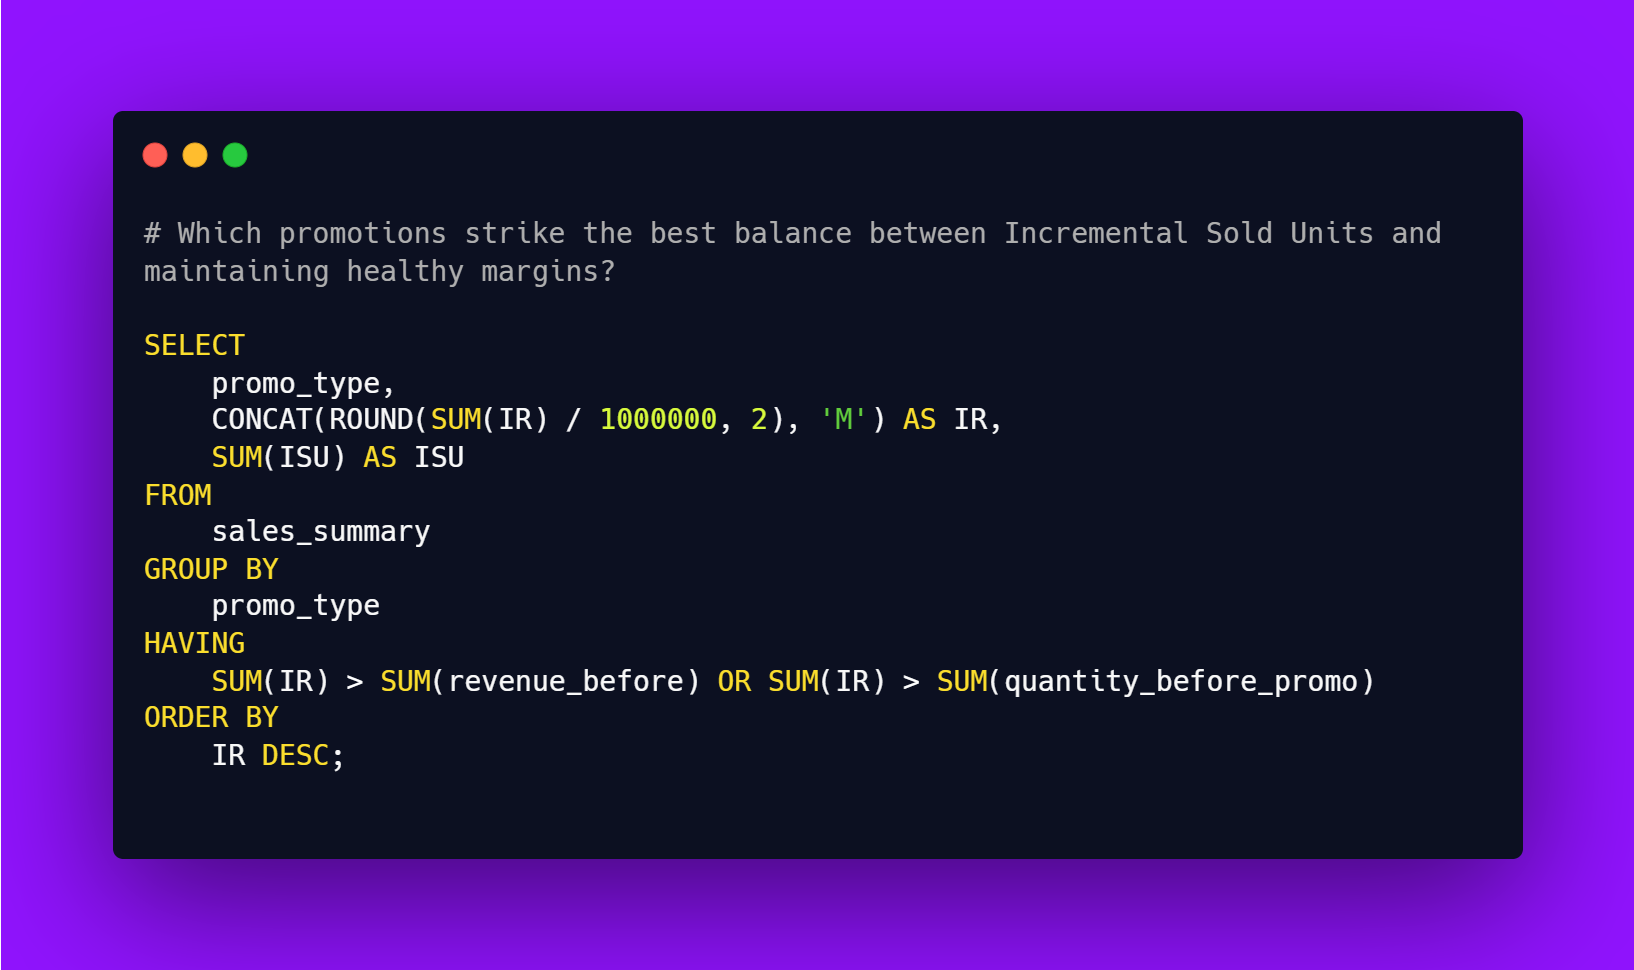 # Which promotions strike the best balance between Incremental Sold Units and
maintaining healthy margins?
SELECT
    promo_type,
    CONCAT(ROUND(SUM(IR) / 1000000, 2), 'M') AS IR,
    SUM(ISU) AS ISU
FROM
    sales_summary
GROUP BY
    promo_type
HAVING
    SUM(IR) > SUM(revenue_before) OR SUM(IR) > SUM(quantity_before_promo)
ORDER BY
    IR DESC;